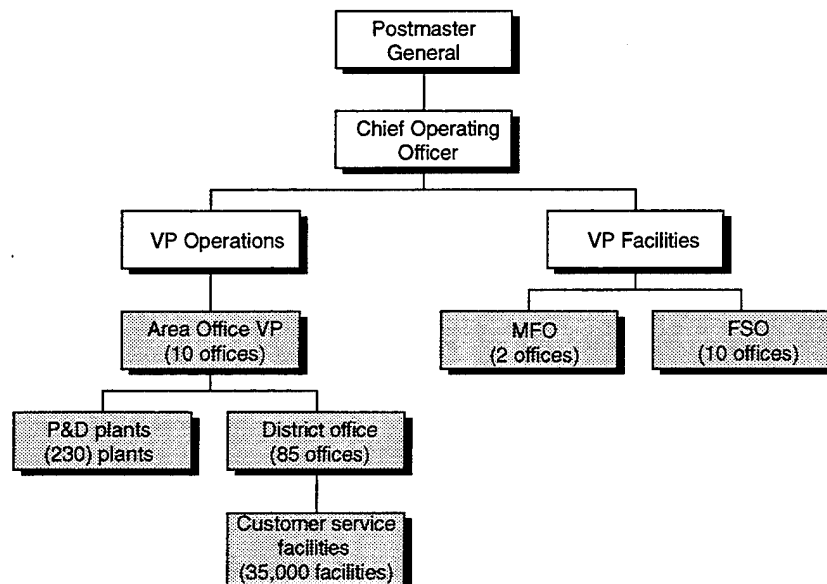 Postmaster
General
Chief Operating
Officer
VP Operations
VP Facilities
Area Office VP
(10 offices)
MFO
(2 offices)
FSO
(10 offices)
P&D plants
(230) plants
District office
(85 offices)
Customer service
facilities
(35,000 facilities)